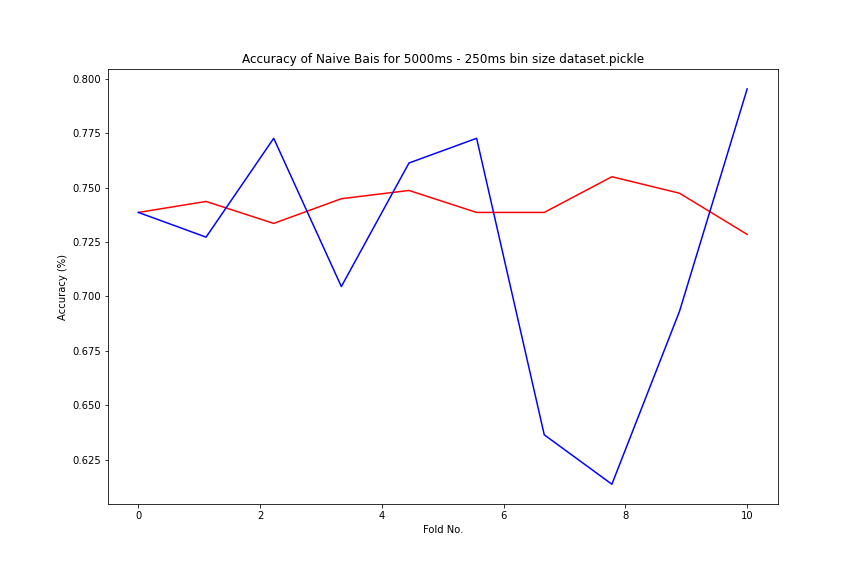 Accuracy of Naive Bais for 5000ms - 250ms bin size dataset.pickle
0.800
0.775
0.750
0.725
0.700
0.675
0.650
0.625
Accuracy (%)
0 2 4 6 8 10
Fold No.